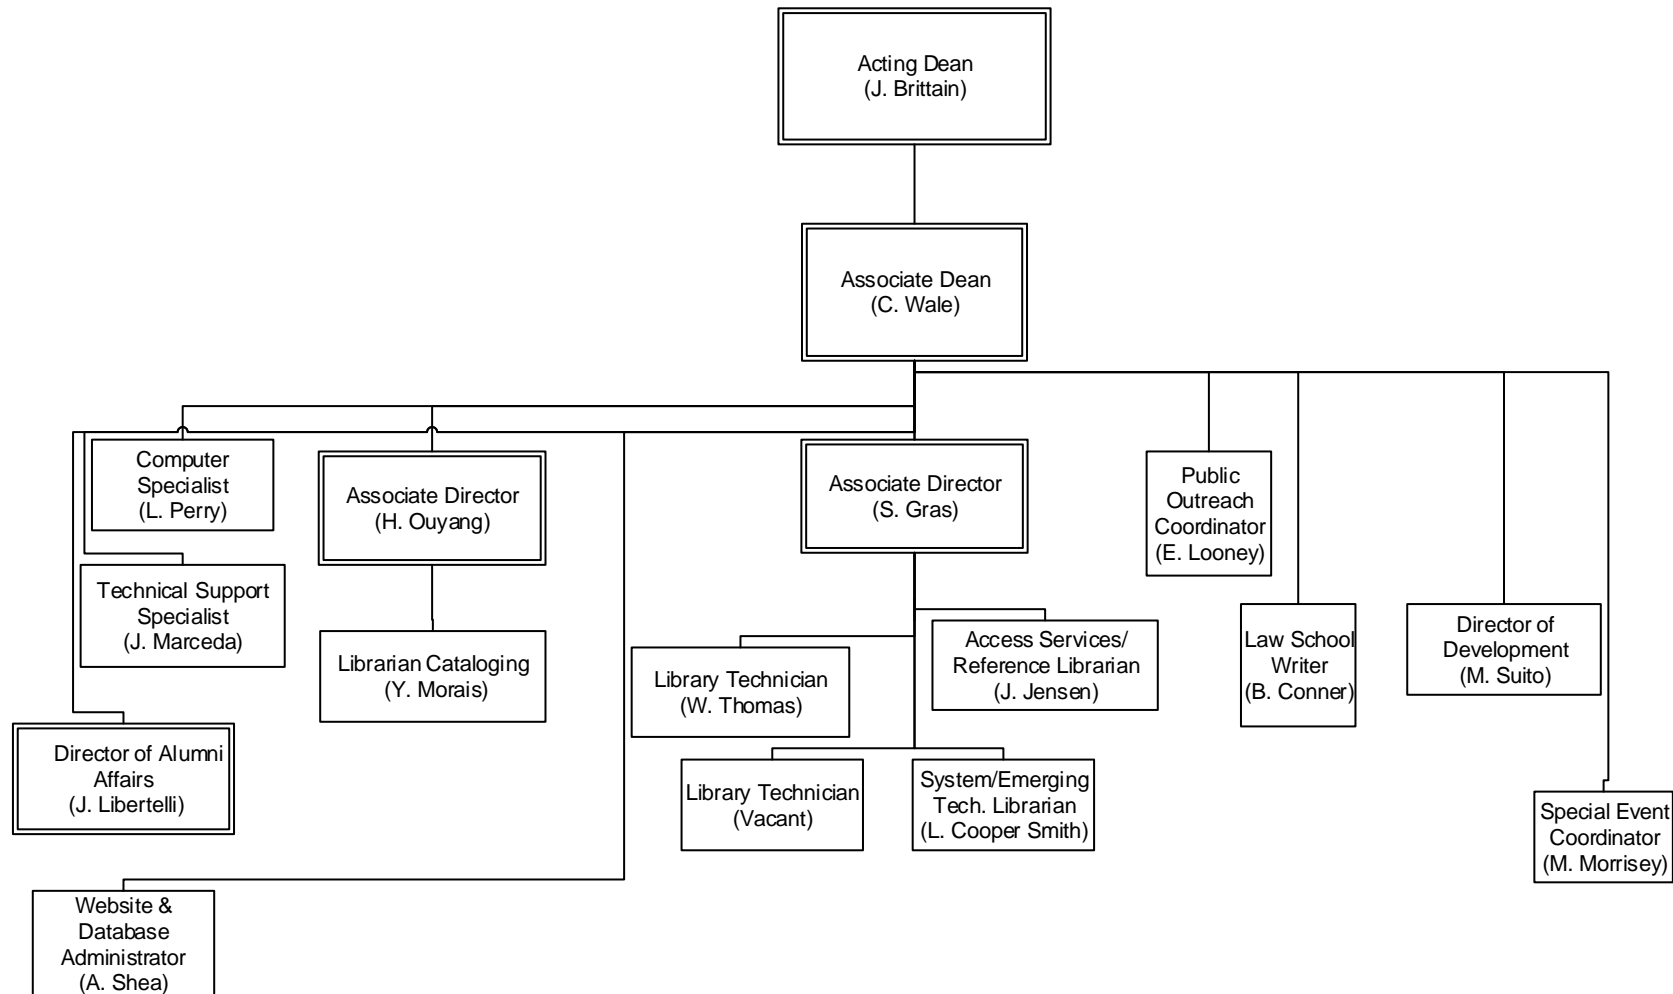 Acting Dean
(J. Brittain)
Associate Dean
(C. Wale)
Computer
Specialist
(L. Perry)
Associate Director
(H. Ouyang)
Associate Director
(S. Gras)
Public
Outreach
Coordinator
(E. Looney)
Technical Support
Specialist
(J. Marceda)
Librarian Cataloging
(Y. Morais)
Library Technician
(W. Thomas)
Access Services/
Reference Librarian
(J. Jensen)
Law School
Writer
(B. Conner)
Director of
Development
(M. Suito)
Director of Alumni
Affairs
(J. Libertelli)
Library Technician
(Vacant)
System/Emerging
Tech. Librarian
(L. Cooper Smith)
Special Event
Coordinator
(M. Morrisey)
Website &
Database
Administrator
(A. Shea)